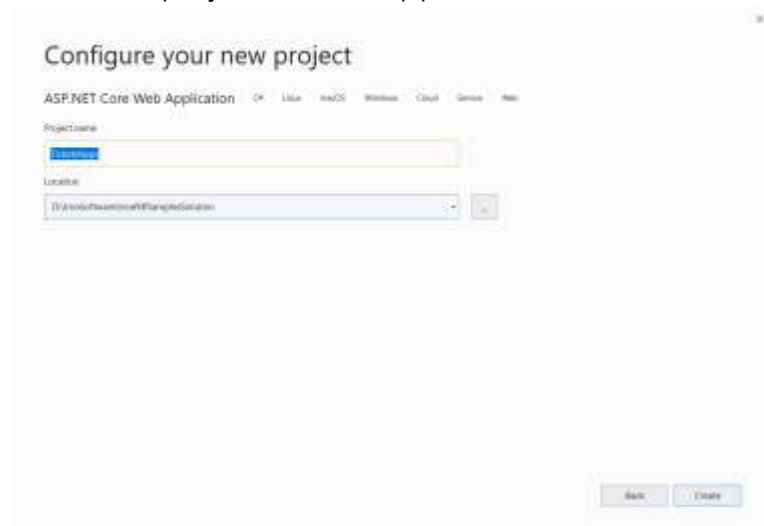 Configure your new project
ASP.NET Core Web Application C# Linux macOS Windows Cloud Service Web
Project name
Location
...
Back Create